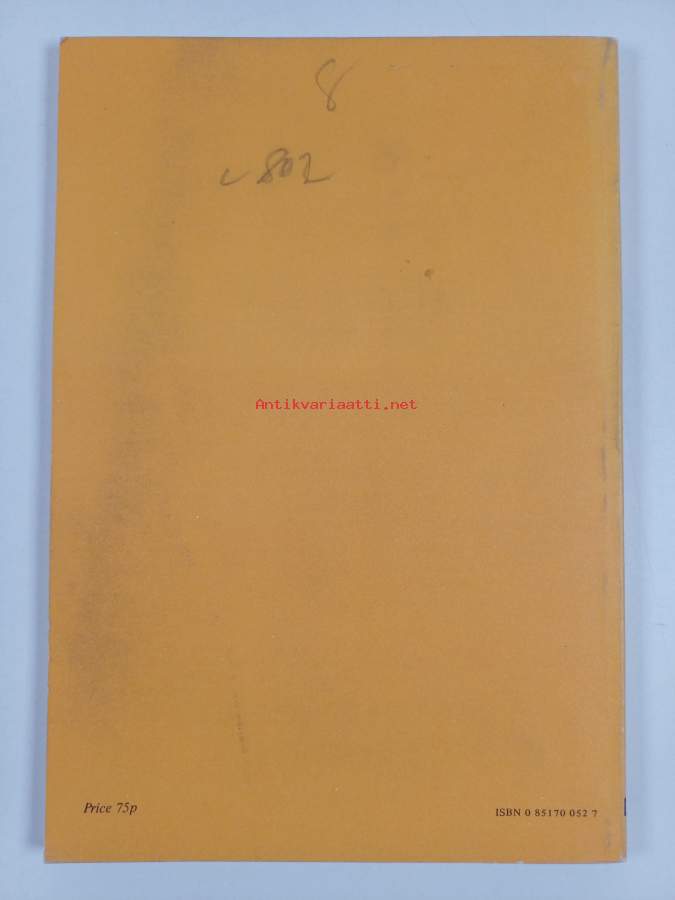 8
802
Antikvariaatti.net
Price 75p
ISBN 0 85170 052 7